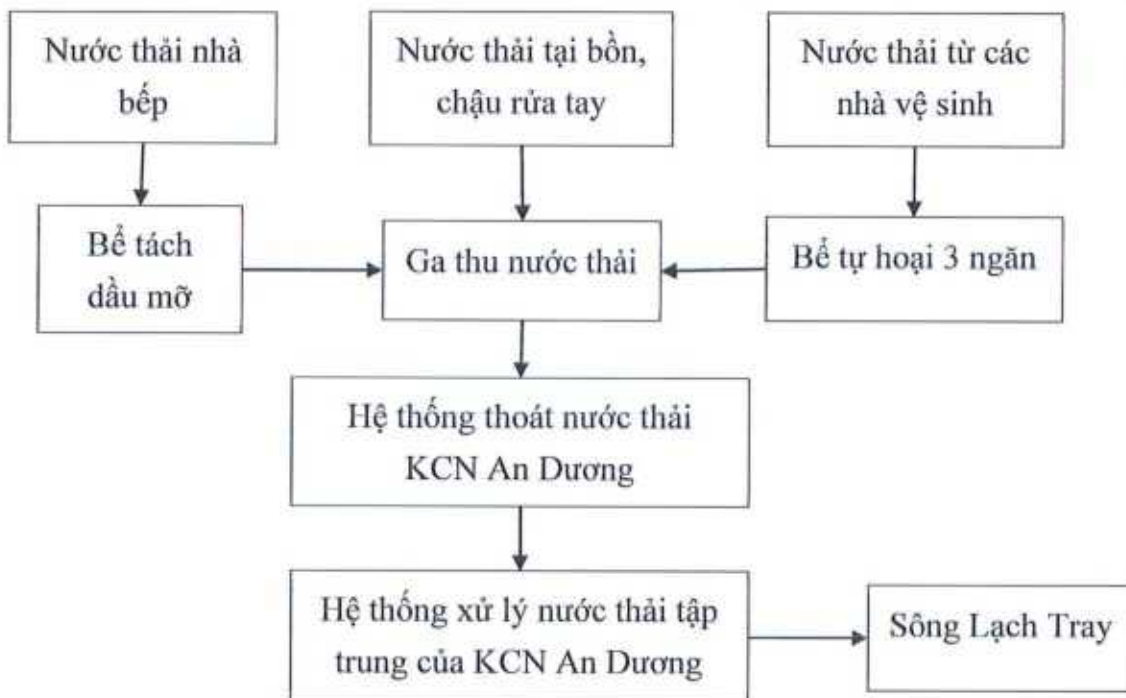 Nước thải nhà
bếp
Nước thải tại bồn,
chậu rửa tay
Nước thải từ các
nhà vệ sinh
Bể tách
dầu mỡ
Ga thu nước thải
Bể tự hoại 3 ngăn
Hệ thống thoát nước thải
KCN An Dương
Hệ thống xử lý nước thải tập
trung của KCN An Dương
Sông Lạch Tray